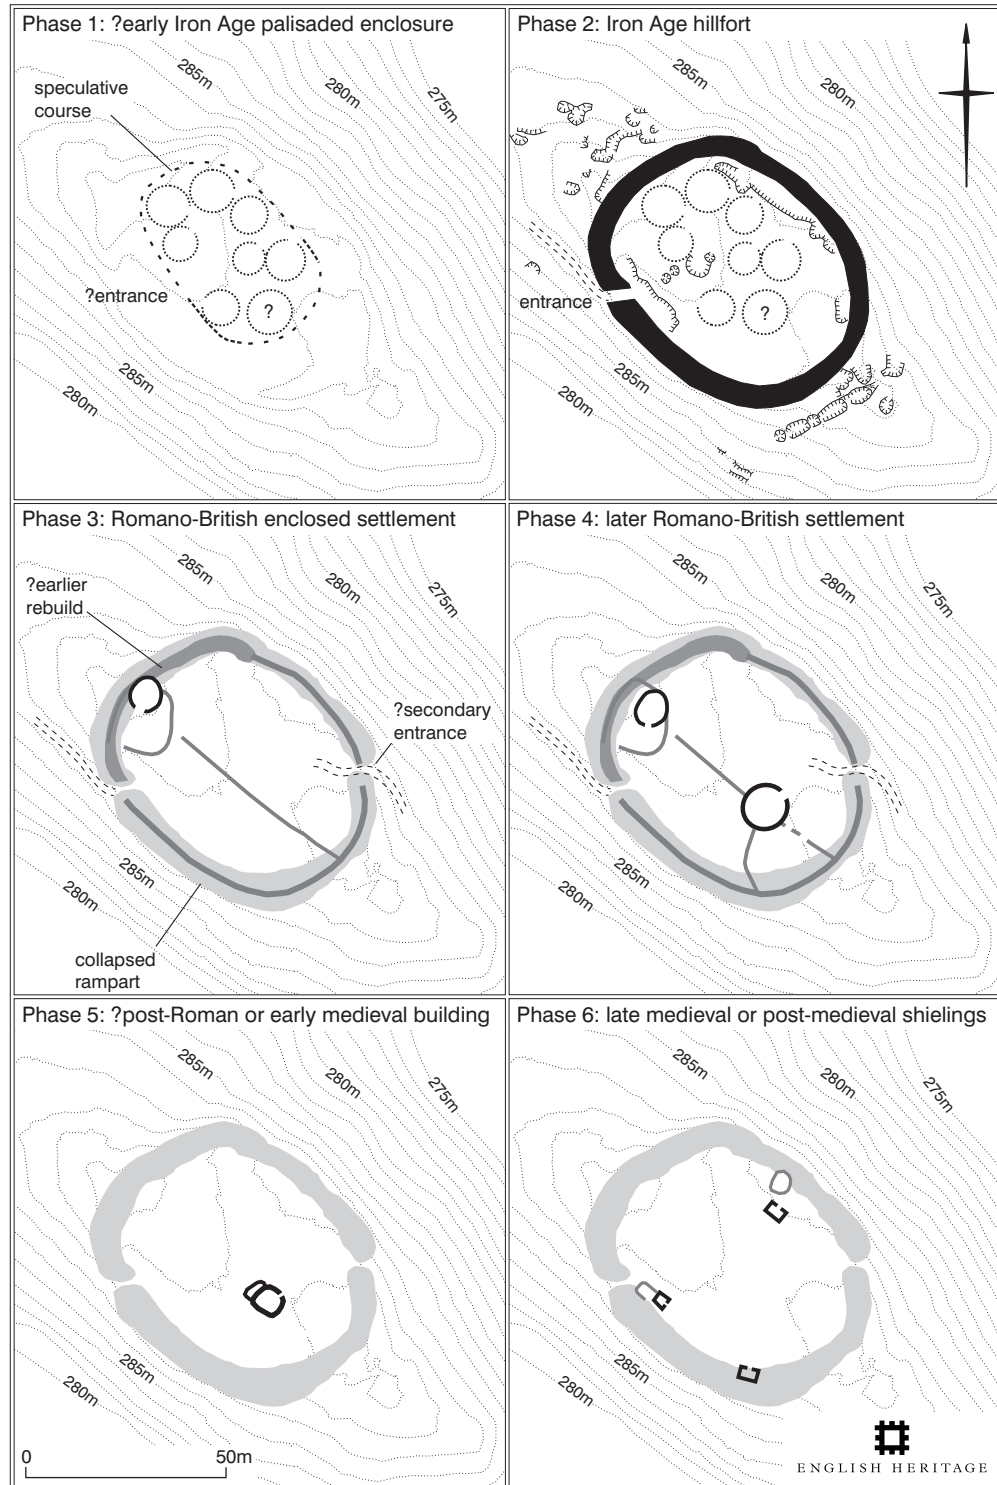 Phase 1: ?early Iron Age palisaded enclosure
speculative
course
285m
280m
275m
?entrance
285m
280m
Phase 2: Iron Age hillfort
285m
280m
entrance
?
285m
280m
?
Phase 3: Romano-British enclosed settlement
?earlier
rebuild
285m
280m
275m
?secondary
entrance
285m
280m
collapsed
rampart
Phase 4: later Romano-British settlement
285m
280m
275m
285m
280m
Phase 5: ?post-Roman or early medieval building
285m
280m
275m
285m
280m
0
50m
Phase 6: late medieval or post-medieval shielings
285m
280m
275m
285m
280m
ENGLISH HERITAGE